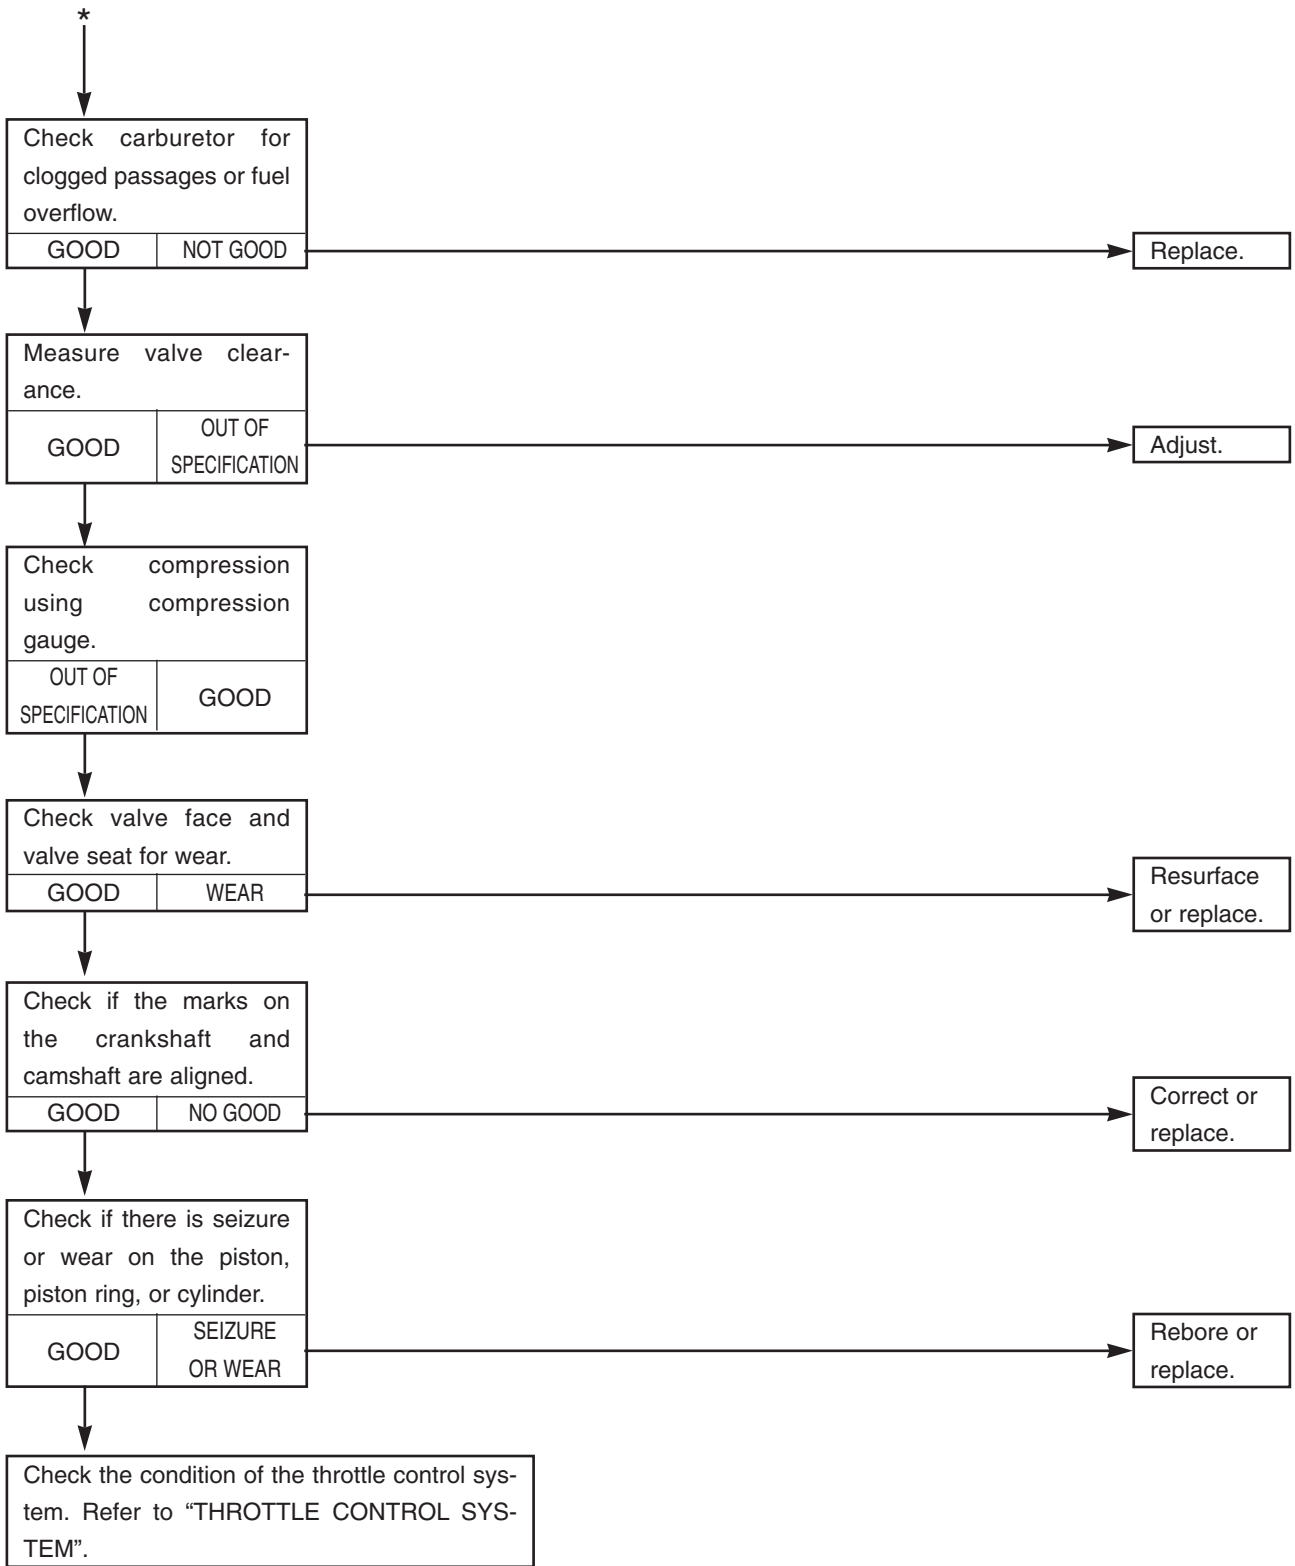 *
Check carburetor for
clogged passages or fuel
overflow.
GOOD NOT GOOD
Replace.
Measure valve clear-
ance.
GOOD
OUT OF
SPECIFICATION
Adjust.
Check compression
using compression
gauge.
OUT OF
SPECIFICATION
GOOD
Check valve face and
valve seat for wear.
GOOD WEAR
Resurface
or replace.
Check if the marks on
the crankshaft and
camshaft are aligned.
GOOD NO GOOD
Correct or
replace.
Check if there is seizure
or wear on the piston,
piston ring, or cylinder.
GOOD
SEIZURE
OR WEAR
Rebore or
replace.
Check the condition of the throttle control sys-
tem. Refer to “THROTTLE CONTROL SYS-
TEM”.